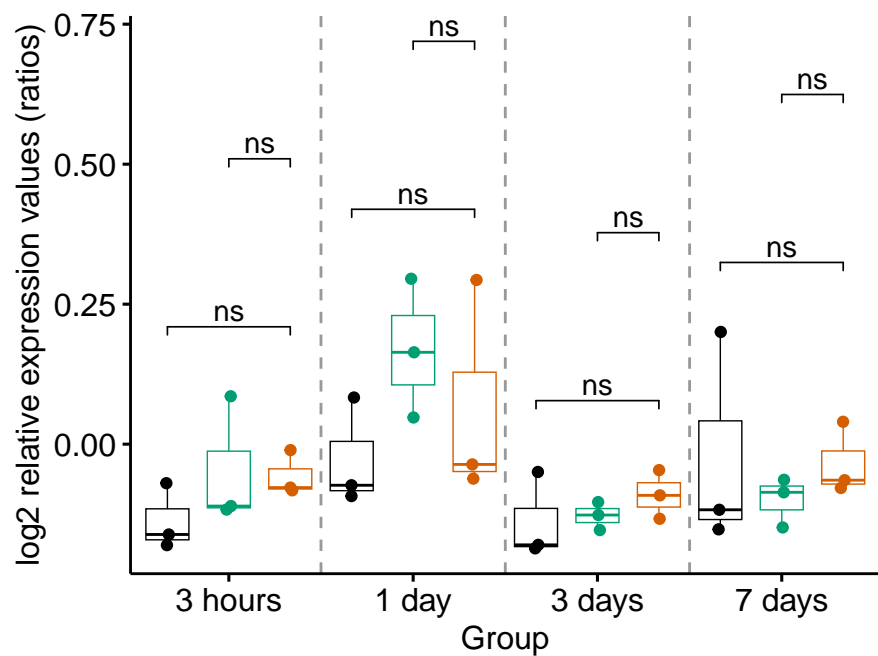 log2 relative expression values (ratios)
0.75
0.50
0.25
0.00
ns
ns
ns
ns
ns
ns
ns
ns
3 hours
1 day
3 days
7 days
Group